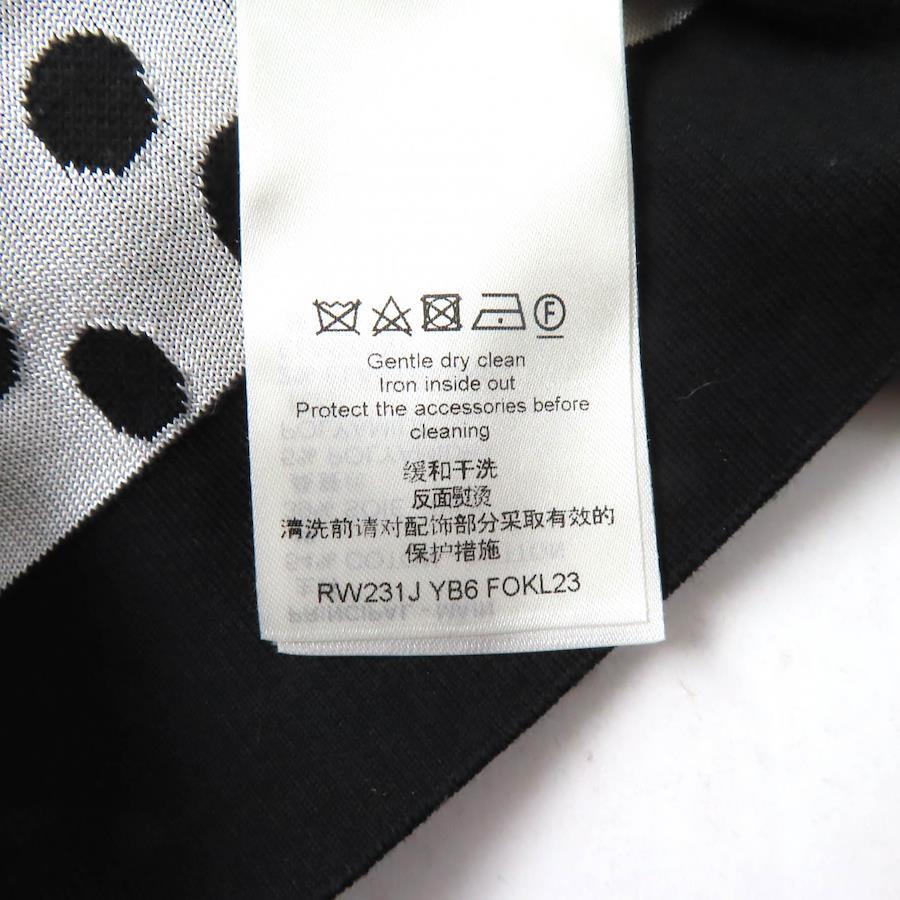 F
Gentle dry clean
Iron inside out
Protect the accessories before
cleaning
缓和干洗
反面熨烫
清洗前请对配饰部分采取有效的
保护措施
RW231J YB6 FOKL23